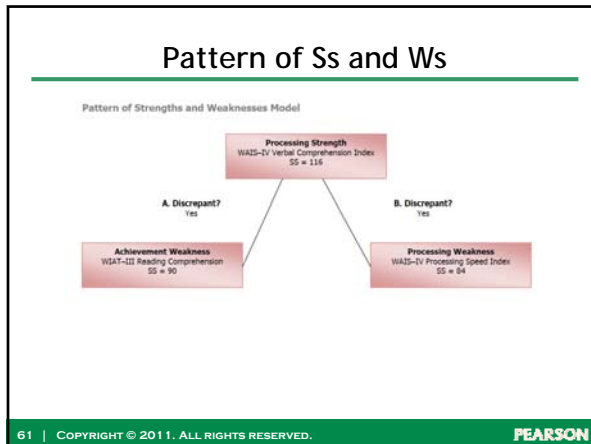 Pattern of Ss and Ws
Pattern of Strengths and Weaknesses Model
Processing Strength
WAIS–IV Verbal Comprehension Index
SS = 116
A. Discrepant?
Yes
B. Discrepant?
Yes
Achievement Weakness
WIAT–III Reading Comprehension
SS = 90
Processing Weakness
WAIS–IV Processing Speed Index
SS = 84
61 | COPYRIGHT © 2011. ALL RIGHTS RESERVED.
PEARSON